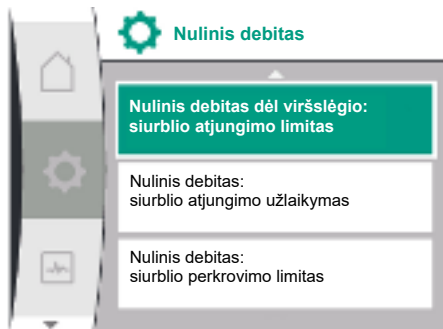 Nulinis debitas
Nulinis debitas dėl viršslėgio:
siurblio atjungimo limitas
Nulinis debitas:
siurblio atjungimo užlaikymas
Nulinis debitas:
siurblio perkrovimo limitas